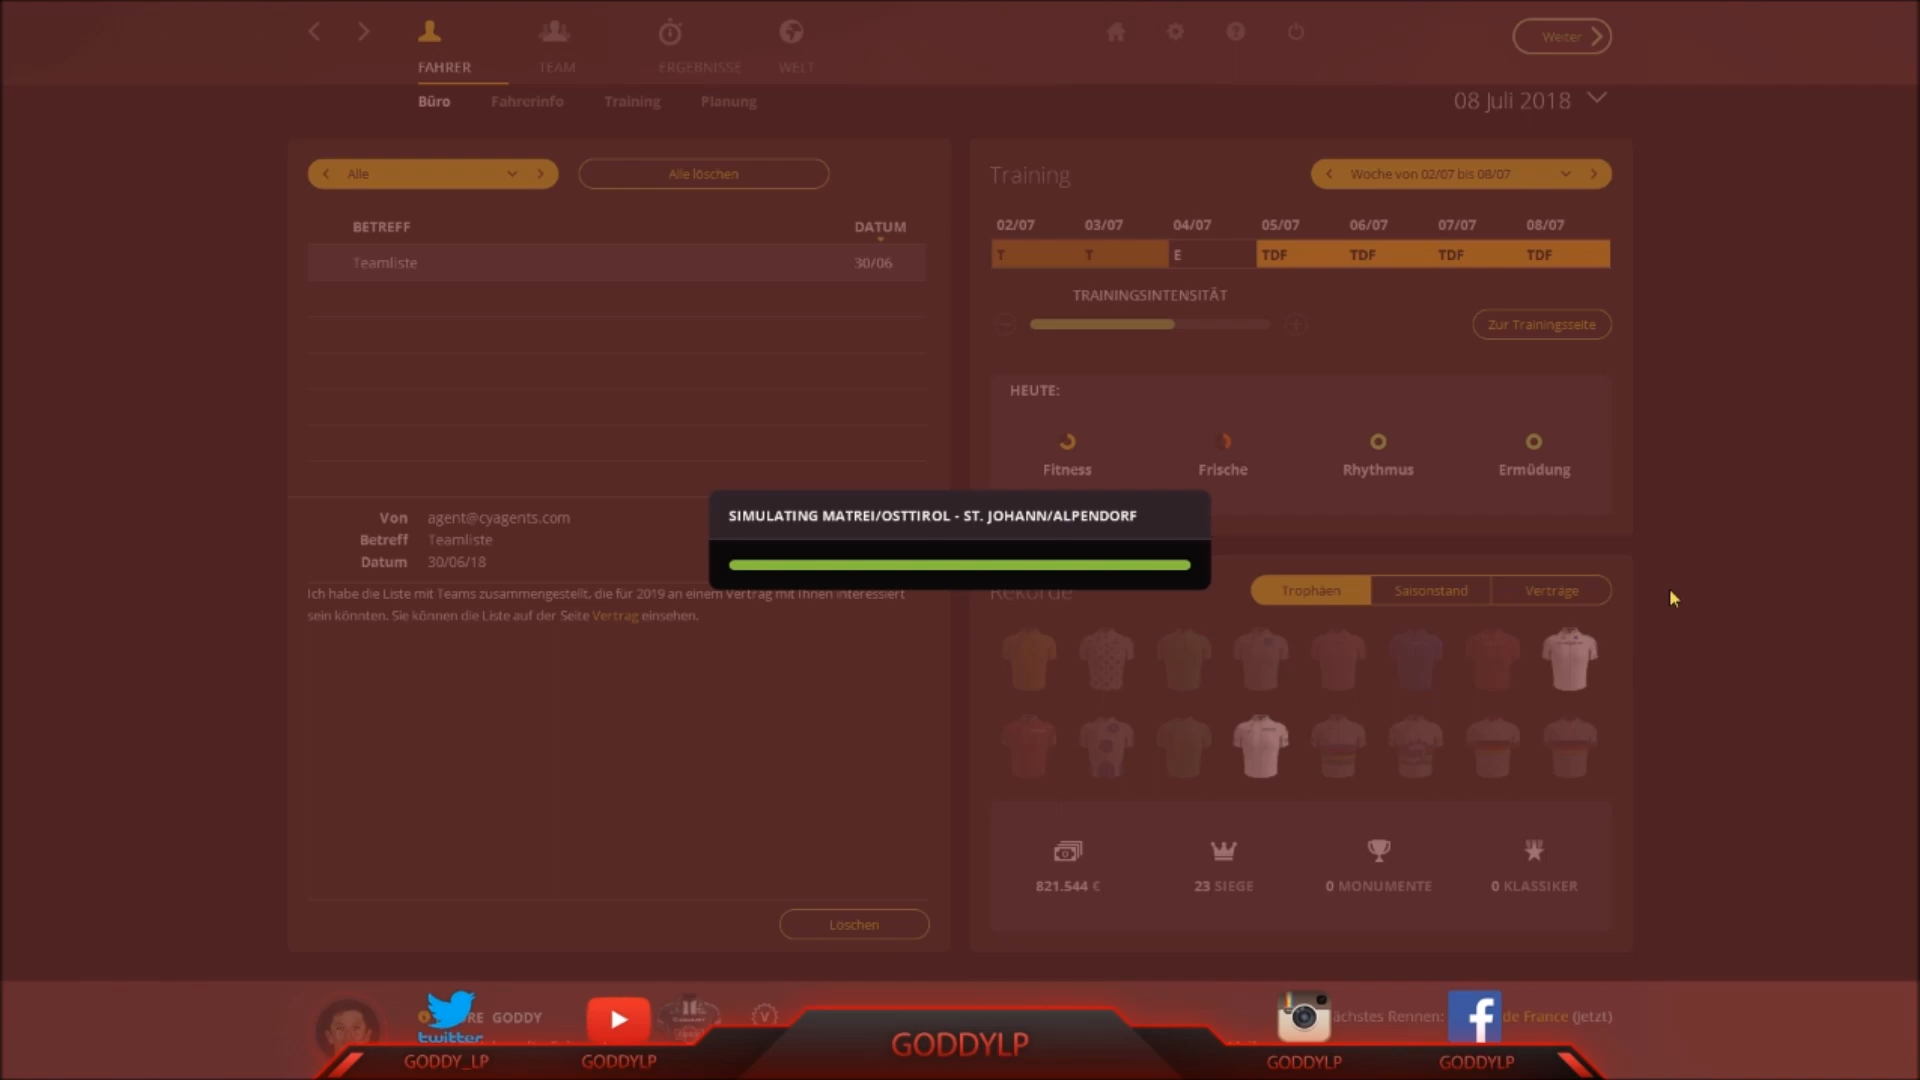 FAHRER
TEAM
ERGEBNISSE
WELT
Weiter
Büro
Fahrerinfo
Training
Planung
08 Juli 2018
Alle
Alle löschen
BETREFF
DATUM
Teamliste
30/06
Training
Woche von 02/07 bis 08/07
02/07 03/07 04/07 05/07 06/07 07/07 08/07
T T E TDF TDF TDF TDF
TRAININGSINTENSITÄT
Zur Trainingsseite
HEUTE:
Fitness
Frische
Rhythmus
Ermüdung
SIMULATING MATREI/OSTTIROL - ST. JOHANN/ALPENDORF
Von agent@cyagents.com
Betreff Teamliste
Datum 30/06/18
Ich habe die Liste mit Teams zusammengestellt, die für 2019 an einem Vertrag mit Ihnen interessiert
sein könnten. Sie können die Liste auf der Seite Vertrag einsehen.
Löschen
Rekorde
Trophäen
Saisonstand
Verträge
821.544 €
23 SIEGE
0 MONUMENTE
0 KLASSIKER
GODDY
twitter
GODDY_LP
GODDYLP
GODDYLP
GODDYLP
GODDYLP
ächstes Rennen: de France (Jetzt)